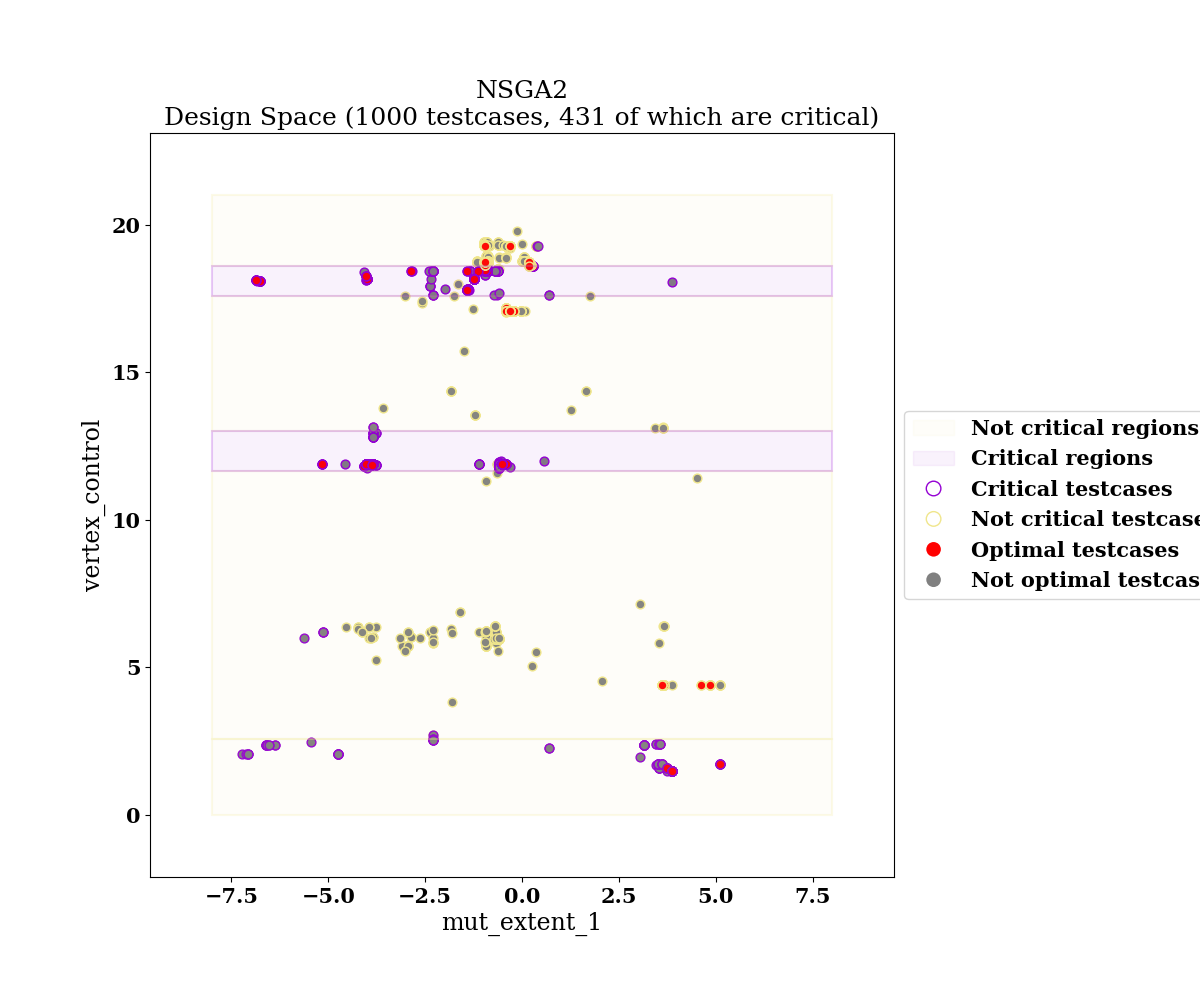 NSGA2
Design Space (1000 testcases, 431 of which are critical)
20
15
10
5
0
vertex_control
−7.5
−5.0
−2.5
0.0
2.5
5.0
7.5
mut_extent_1
Not critical regions
Critical regions
Critical testcases
Not critical testcase
Optimal testcases
Not optimal testcas